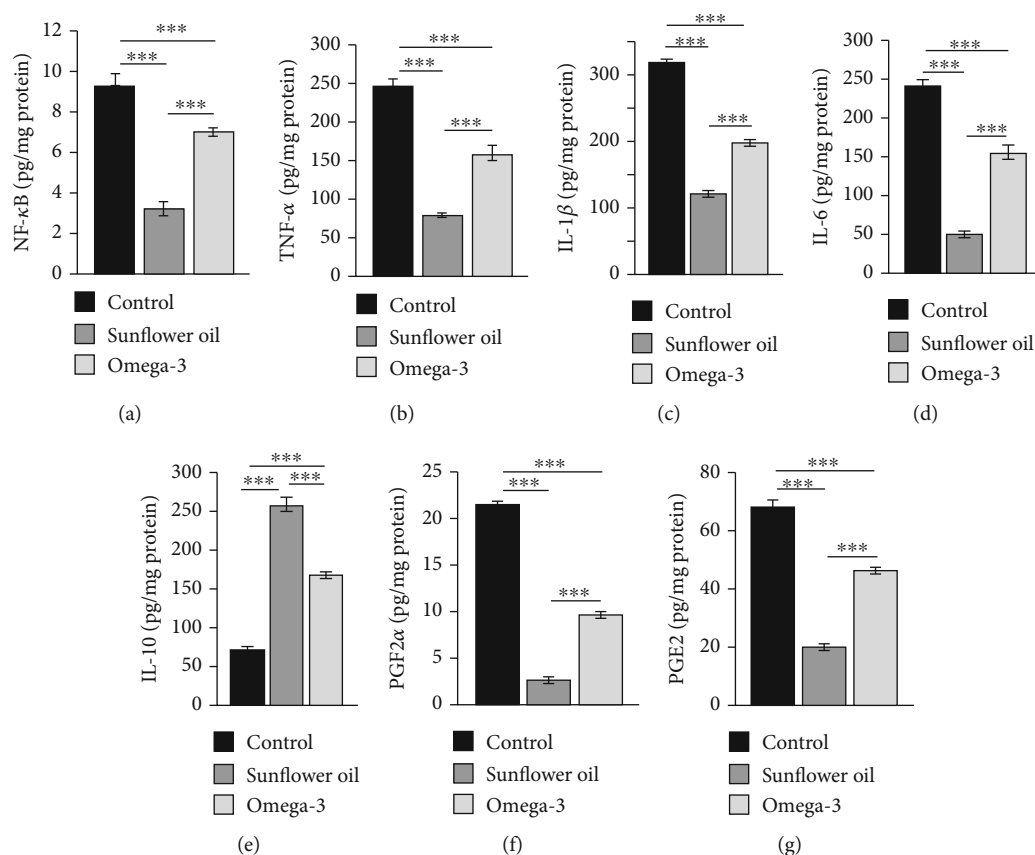 NF-κB (pg/mg protein)
12
9
6
4
2
0
***
***
***
Control
Sunflower oil
Omega-3
(a)
TNF-α (pg/mg protein)
300
250
200
150
100
50
0
***
***
***
Control
Sunflower oil
Omega-3
(b)
IL-1β (pg/mg protein)
300
200
100
0
***
***
***
Control
Sunflower oil
Omega-3
(c)
IL-6 (pg/mg protein)
300
250
200
150
100
50
0
***
***
***
Control
Sunflower oil
Omega-3
(d)
IL-10 (pg/mg protein)
300
250
200
150
100
50
0
***
***
***
Control
Sunflower oil
Omega-3
(e)
PGF2α (pg/mg protein)
25
20
15
10
5
0
***
***
***
Control
Sunflower oil
Omega-3
(f)
PGE2 (pg/mg protein)
80
60
40
20
0
***
***
***
Control
Sunflower oil
Omega-3
(g)